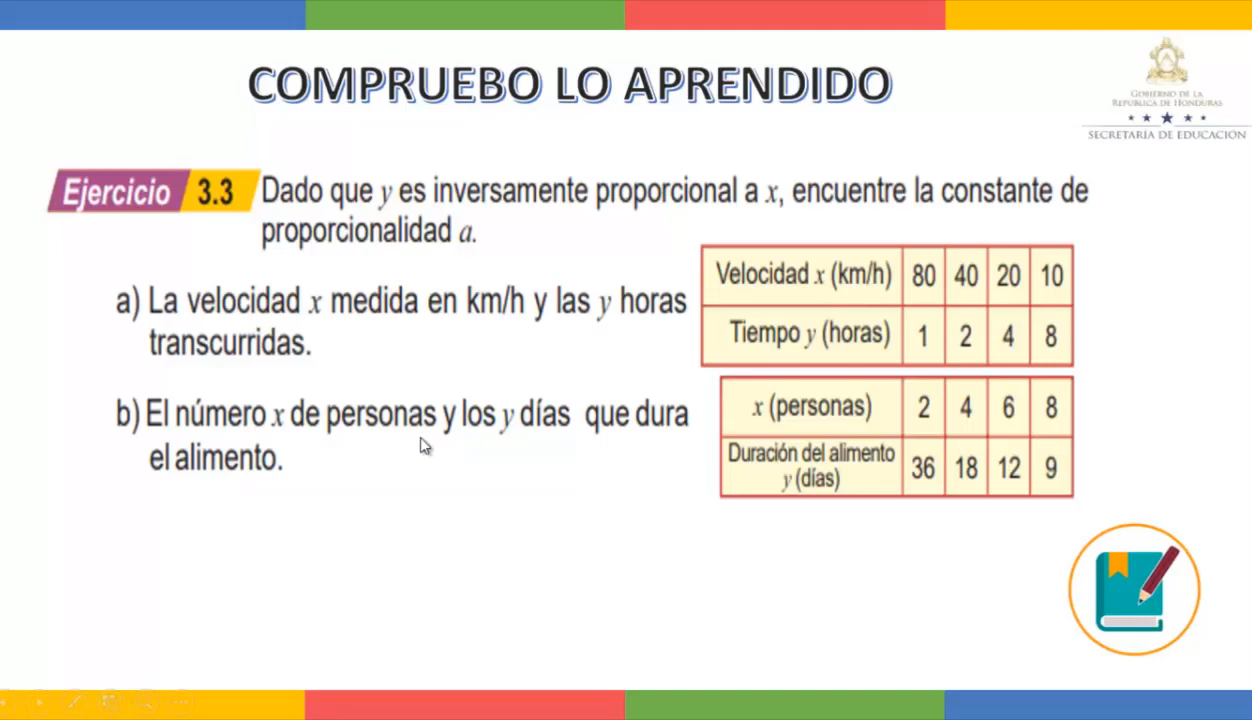 COMPRUEBO LO APRENDIDO
GOBIERNO DE LA
REPÚBLICA DE HONDURAS
SECRETARÍA DE EDUCACIÓN
Ejercicio 3.3 Dado que y es inversamente proporcional a x, encuentre la constante de
proporcionalidad a.
a) La velocidad x medida en km/h y las y horas
transcurridas.
Velocidad x (km/h) 80 40 20 10
Tiempo y (horas) 1 2 4 8
b) El número x de personas y los y días que dura
el alimento.
x (personas) 2 4 6 8
Duración del alimento
y (días) 36 18 12 9